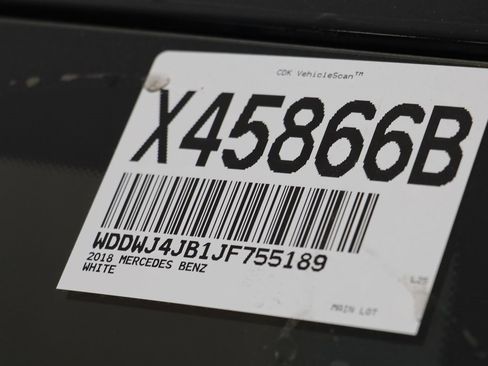 CDK VehicleScan™
X45866B
WDDWJ4JB1JF755189
2018 MERCEDES BENZ
WHITE
MAIN LOT